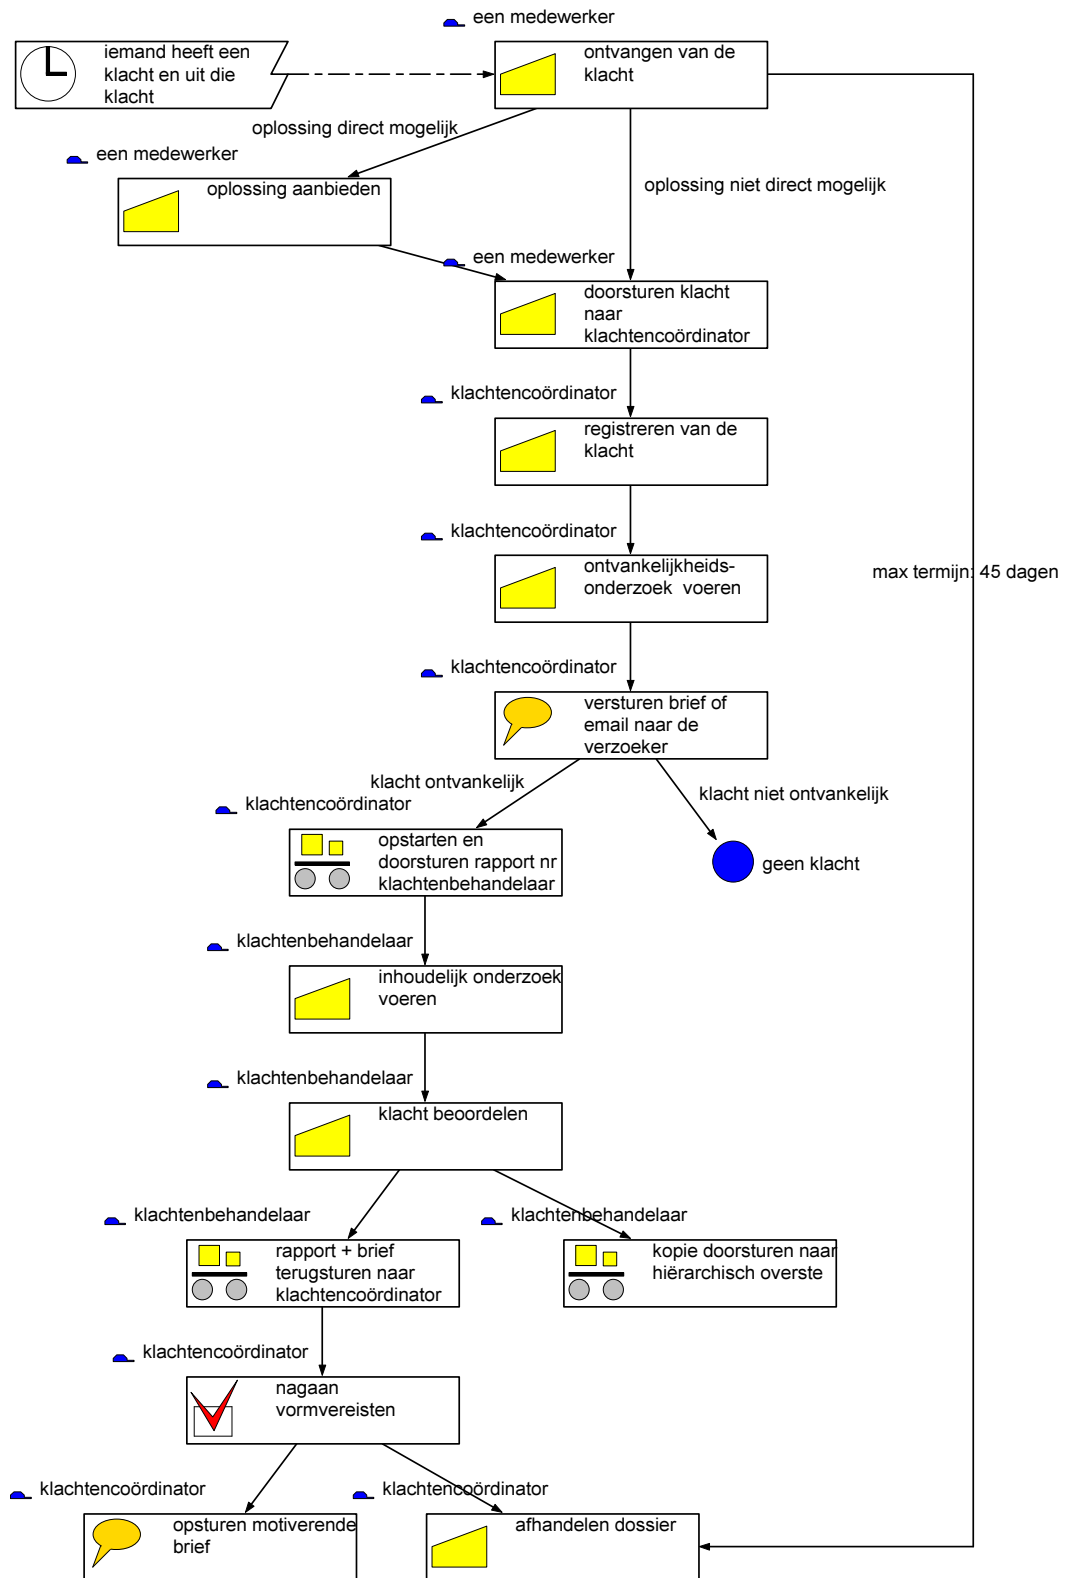 een medewerker
iemand heeft een
klacht en uit die
klacht
ontvangen van de
klacht
oplossing direct mogelijk
een medewerker
oplossing aanbieden
oplossing niet direct mogelijk
een medewerker
doorsturen klacht
naar
klachtencoördinator
klachtencoördinator
registreren van de
klacht
klachtencoördinator
ontvankelijkheids-
onderzoek voeren
max termijn: 45 dagen
klachtencoördinator
versturen brief of
email naar de
verzoeker
klacht ontvankelijk
klacht niet ontvankelijk
klachtencoördinator
opstarten en
doorsturen rapport nr
klachtenbehandelaar
geen klacht
klachtenbehandelaar
inhoudelijk onderzoek
voeren
klachtenbehandelaar
klacht beoordelen
klachtenbehandelaar
klachtenbehandelaar
rapport + brief
terugsturen naar
klachtencoördinator
kopie doorsturen naar
hiërarchisch overste
klachtencoördinator
nagaan
vormvereisten
klachtencoördinator
klachtencoördinator
opsturen motiverende
brief
afhandelen dossier